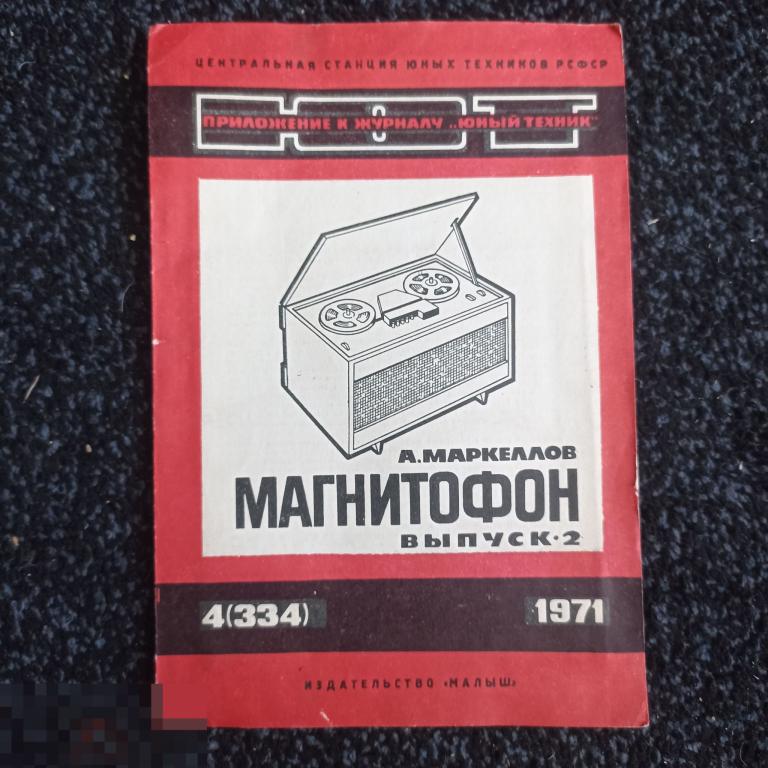 ЦЕНТРАЛЬНАЯ СТАНЦИЯ ЮНЫХ ТЕХНИКОВ РСФСР
ЮТ
ПРИЛОЖЕНИЕ К ЖУРНАЛУ „ЮНЫЙ ТЕХНИК"
А.МАРКЕЛЛОВ
МАГНИТОФОН
ВЫПУСК·2
4(334) 1971
ИЗДАТЕЛЬСТВО «МАЛЫШ»